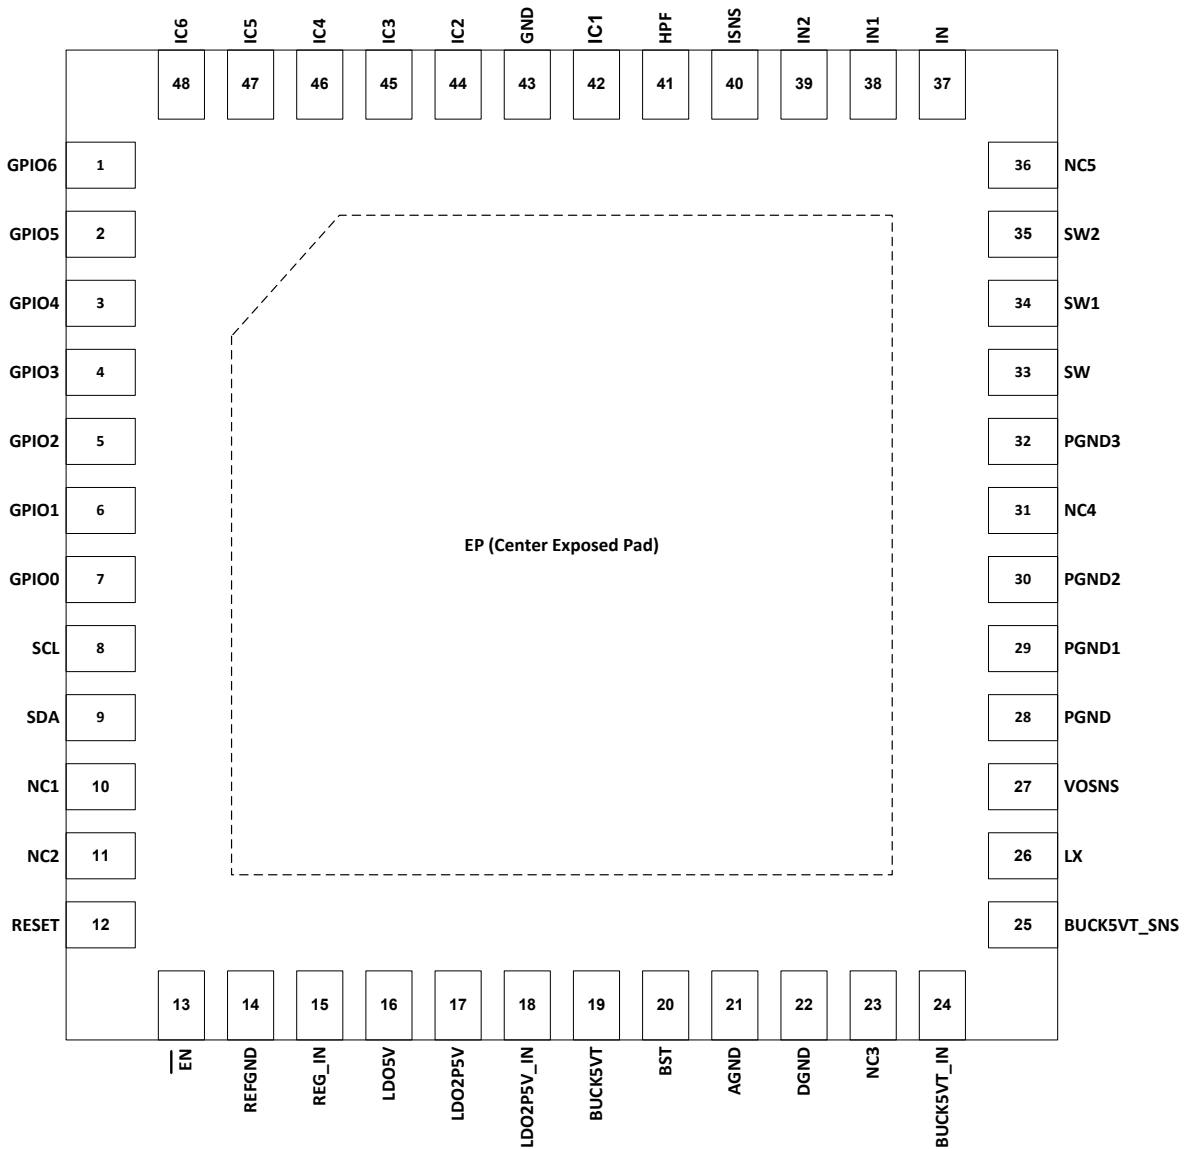 IC6
IC5
IC4
IC3
IC2
GND
IC1
HPF
ISNS
IN2
IN1
IN
48
47
46
45
44
43
42
41
40
39
38
37
GPIO6 1
36 NC5
GPIO5 2
35 SW2
GPIO4 3
34 SW1
GPIO3 4
33 SW
GPIO2 5
32 PGND3
GPIO1 6
31 NC4
EP (Center Exposed Pad)
GPIO0 7
30 PGND2
SCL 8
29 PGND1
SDA 9
28 PGND
NC1 10
27 VOSNS
NC2 11
26 LX
RESET 12
25 BUCK5VT_SNS
13
14
15
16
17
18
19
20
21
22
23
24
EN
REFGND
REG_IN
LDO5V
LDO2P5V
LDO2P5V_IN
BUCK5VT
BST
AGND
DGND
NC3
BUCK5VT_IN